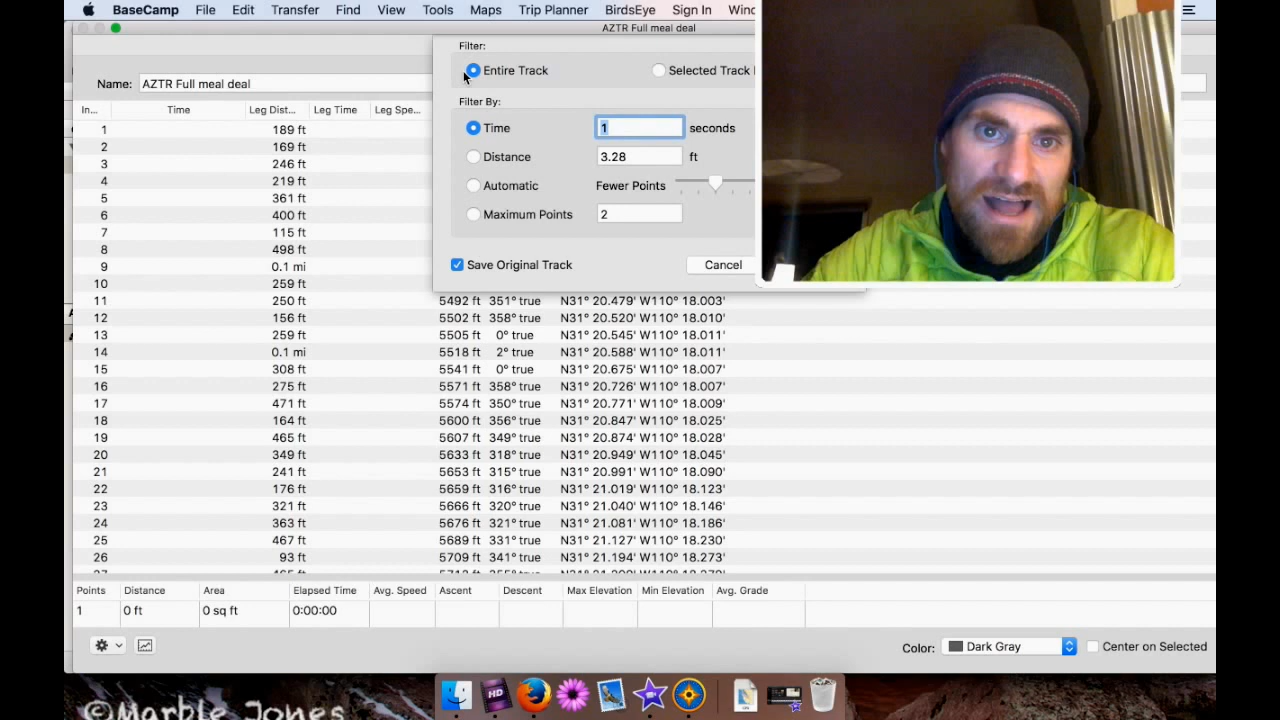 BaseCamp File Edit Transfer Find View Tools Maps Trip Planner BirdsEye Sign In
AZTR Full meal deal
Filter:
Entire Track Selected Track
Name: AZTR Full meal deal
Filter By:
In... Time Leg Dist... Leg Time Leg Spe...
Time 1 seconds
Distance 3.28 ft
Automatic Fewer Points
Maximum Points 2
Save Original Track Cancel
1 189 ft
2 169 ft
3 246 ft
4 219 ft
5 361 ft
6 400 ft
7 115 ft
8 498 ft
9 0.1 mi
10 259 ft
11 250 ft 5492 ft 351° true N31° 20.479' W110° 18.003'
12 156 ft 5502 ft 358° true N31° 20.520' W110° 18.010'
13 259 ft 5505 ft 0° true N31° 20.545' W110° 18.011'
14 0.1 mi 5518 ft 2° true N31° 20.588' W110° 18.011'
15 308 ft 5541 ft 0° true N31° 20.675' W110° 18.007'
16 275 ft 5571 ft 358° true N31° 20.726' W110° 18.007'
17 471 ft 5574 ft 350° true N31° 20.771' W110° 18.009'
18 164 ft 5600 ft 356° true N31° 20.847' W110° 18.025'
19 465 ft 5607 ft 349° true N31° 20.874' W110° 18.028'
20 349 ft 5633 ft 318° true N31° 20.949' W110° 18.045'
21 241 ft 5653 ft 315° true N31° 20.991' W110° 18.090'
22 176 ft 5659 ft 316° true N31° 21.019' W110° 18.123'
23 321 ft 5666 ft 320° true N31° 21.040' W110° 18.146'
24 363 ft 5676 ft 321° true N31° 21.081' W110° 18.186'
25 467 ft 5689 ft 331° true N31° 21.127' W110° 18.230'
26 93 ft 5709 ft 341° true N31° 21.194' W110° 18.273'
Points Distance Area Elapsed Time Avg. Speed Ascent Descent Max Elevation Min Elevation Avg. Grade
1 0 ft 0 sq ft 0:00:00
Color: Dark Gray Center on Selected
HD
©Marble Jones